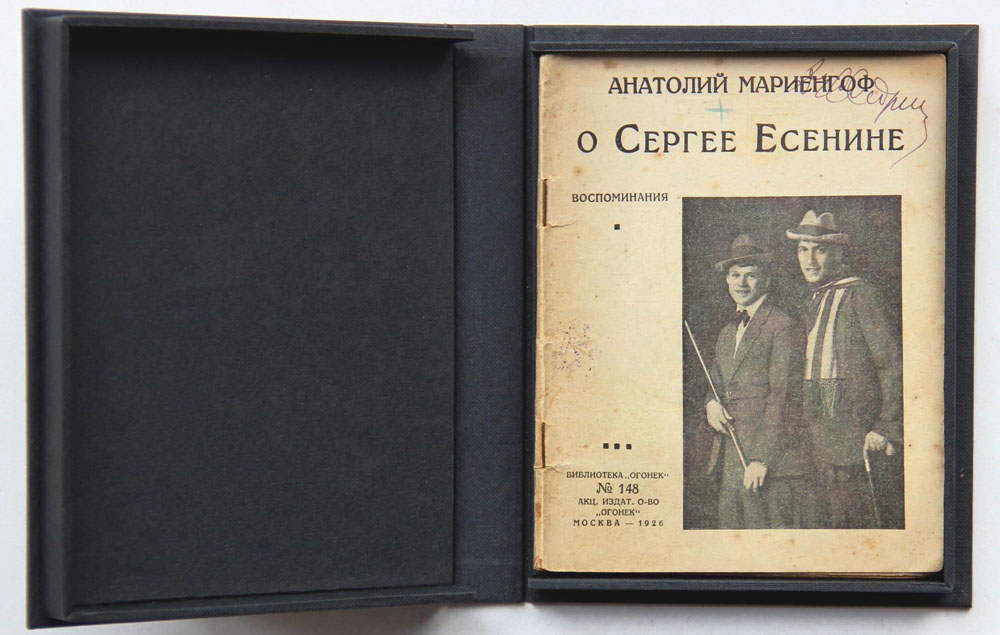 АНАТОЛИЙ МАРИЕНГОФ
О СЕРГЕЕ ЕСЕНИНЕ
ВОСПОМИНАНИЯ
БИБЛИОТЕКА „ОГОНЕК“
№ 148
АКЦ. ИЗДАТ. О-ВО
„ОГОНЕК“
МОСКВА — 1926